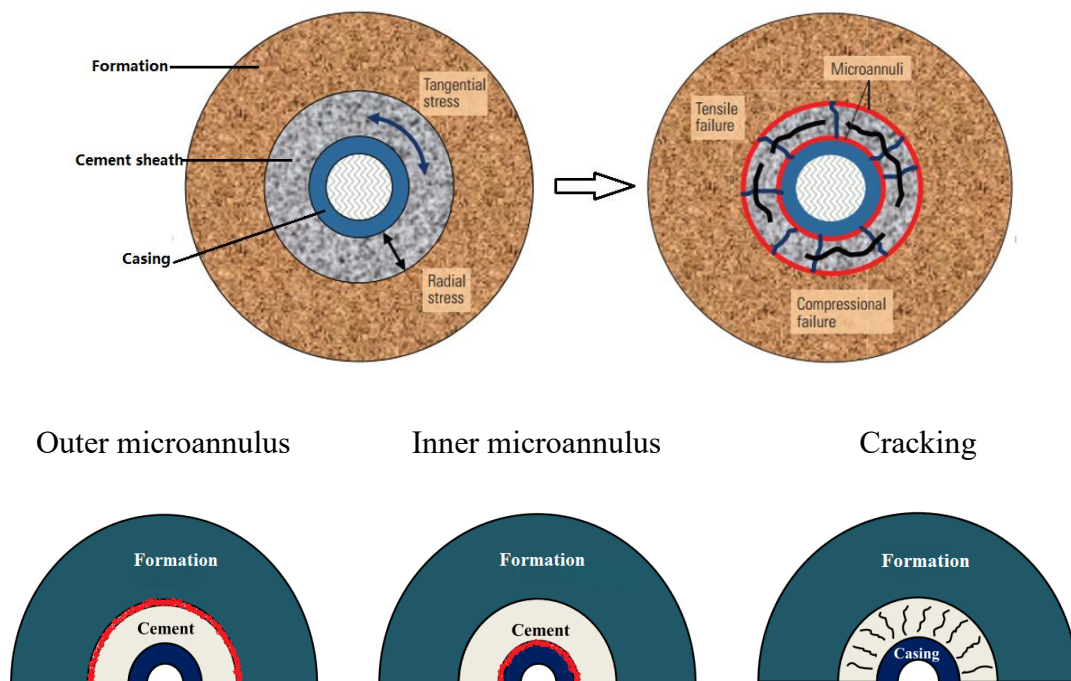 Formation
Cement sheath
Casing
Tangential
stress
Radial
stress
Microannuli
Tensile
failure
Compressional
failure
Outer microannulus
Inner microannulus
Cracking
Formation
Cement
Formation
Cement
Formation
Casing